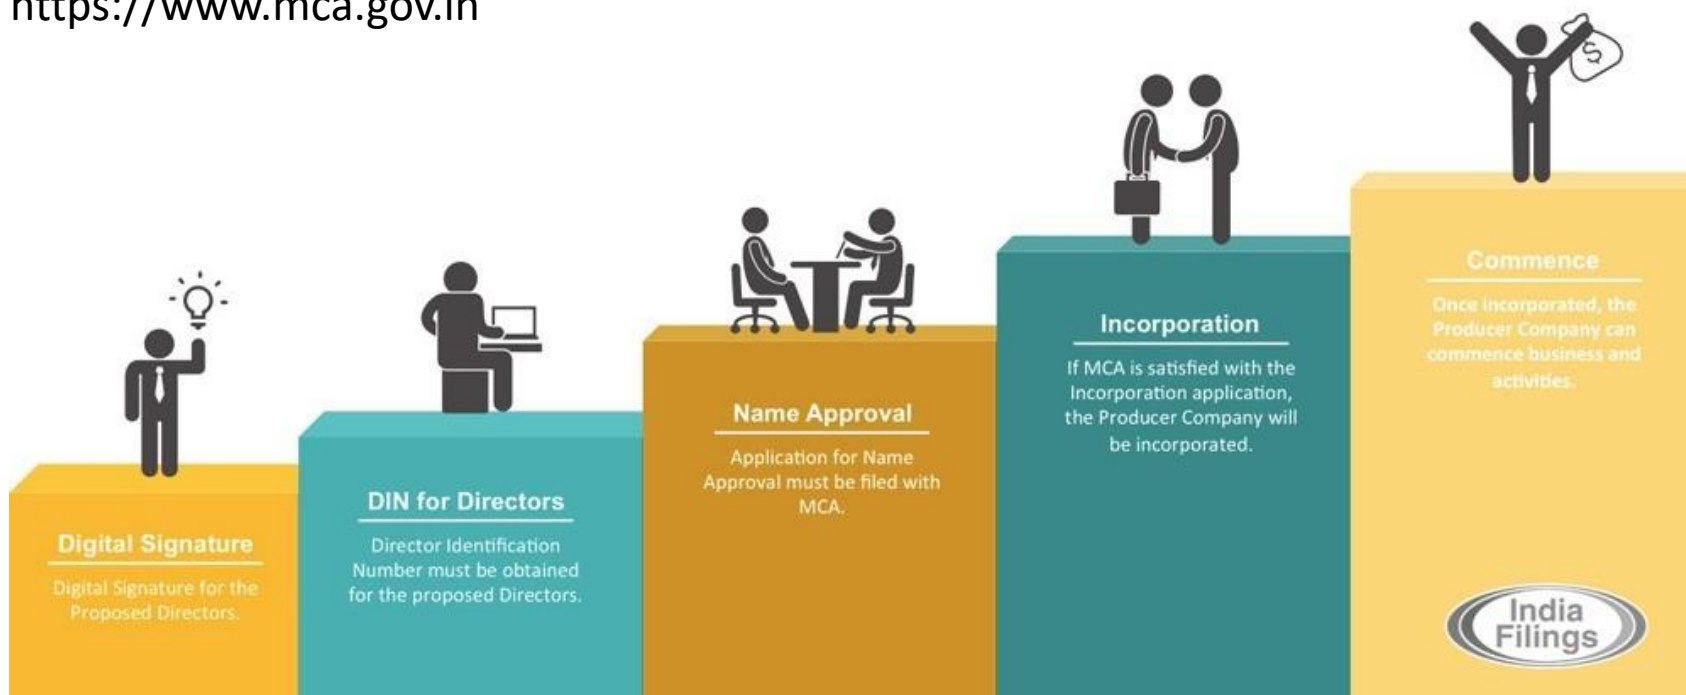 https://www.mca.gov.in
Digital Signature
Digital Signature for the
Proposed Directors.
DIN for Directors
Director Identification
Number must be obtained
for the proposed Directors.
Name Approval
Application for Name
Approval must be filed with
MCA.
Incorporation
If MCA is satisfied with the
Incorporation application,
the Producer Company will
be incorporated.
$
Commence
Once incorporated, the
Producer Company can
commence business and
activities.
India
Filings